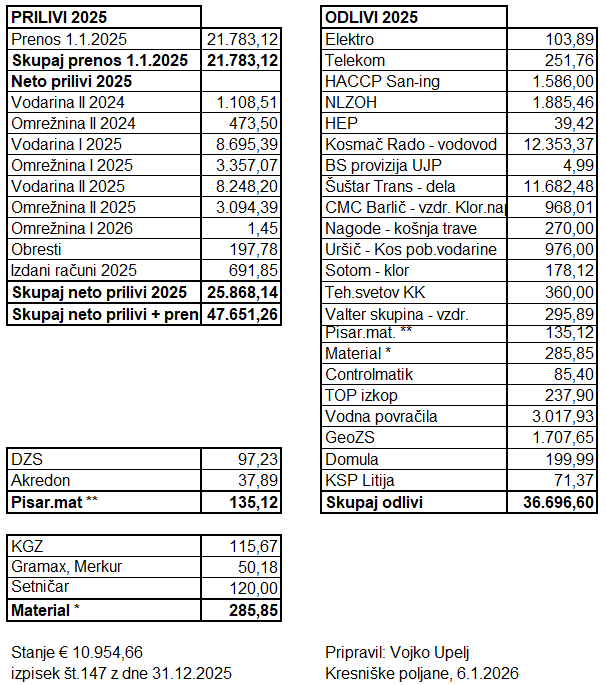 PRILIVI 2025
Prenos 1.1.2025 21.783,12
Skupaj prenos 1.1.2025 21.783,12
Neto prilivi 2025
Vodarina II 2024 1.108,51
Omrežnina II 2024 473,50
Vodarina I 2025 8.695,39
Omrežnina I 2025 3.357,07
Vodarina II 2025 8.248,20
Omrežnina II 2025 3.094,39
Omrežnina I 2026 1,45
Obresti 197,78
Izdani računi 2025 691,85
Skupaj neto prilivi 2025 25.868,14
Skupaj neto prilivi + pren 47.651,26
DZS 97,23
Akredon 37,89
Pisar.mat ** 135,12
KGZ 115,67
Gramax, Merkur 50,18
Setničar 120,00
Material * 285,85
Stanje € 10.954,66
izpisek št.147 z dne 31.12.2025
ODLIVI 2025
Elektro 103,89
Telekom 251,76
HACCP San-ing 1.586,00
NLZOH 1.885,46
HEP 39,42
Kosmač Rado - vodovod 12.353,37
BS provizija UJP 4,99
Šuštar Trans - dela 11.682,48
CMC Barlič - vzdr. Klor.nap 968,01
Nagode - košnja trave 270,00
Uršič - Kos pob.vodarine 976,00
Sotom - klor 178,12
Teh.svetov KK 360,00
Valter skupina - vzdr. 295,89
Pisar.mat. ** 135,12
Material * 285,85
Controlmatik 85,40
TOP izkop 237,90
Vodna povračila 3.017,93
GeoZS 1.707,65
Domula 199,99
KSP Litija 71,37
Skupaj odlivi 36.696,60
Pripravil: Vojko Upelj
Kresniške poljane, 6.1.2026